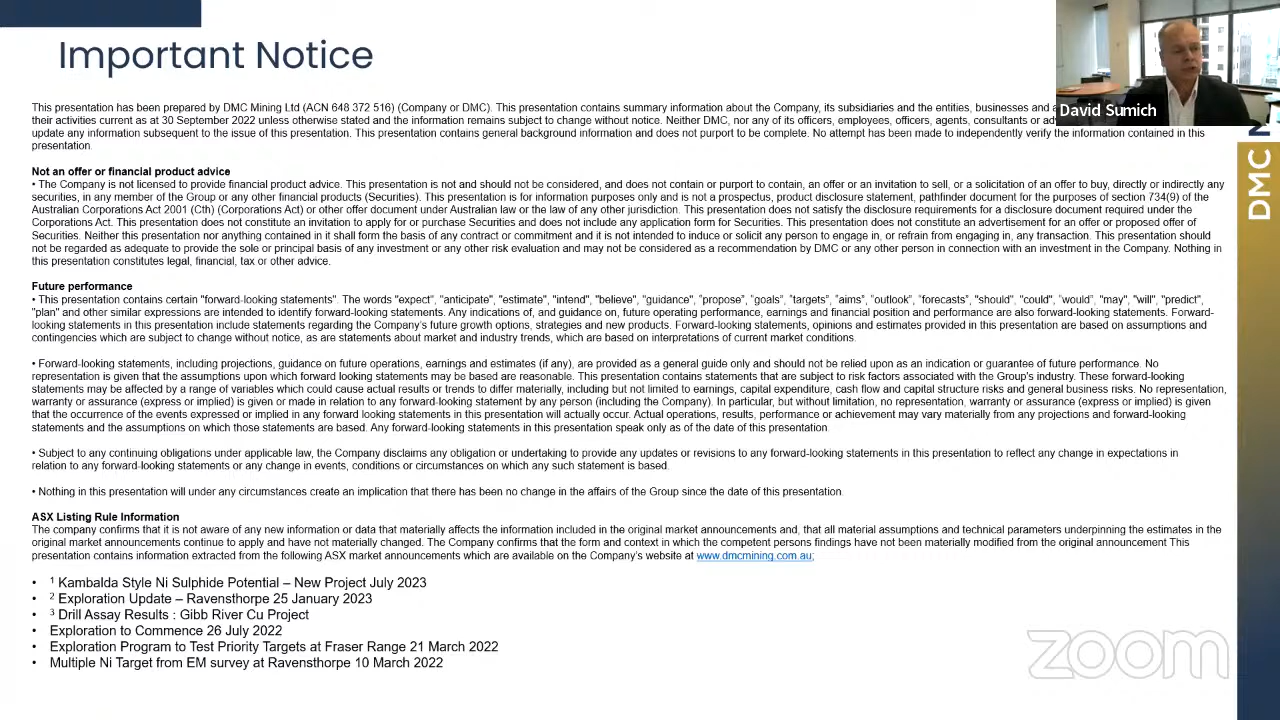 Important Notice
David Sumich
This presentation has been prepared by DMC Mining Ltd (ACN 648 372 516) (Company or DMC). This presentation contains summary information about the Company, its subsidiaries and the entities, businesses and
their activities current as at 30 September 2022 unless otherwise stated and the information remains subject to change without notice. Neither DMC, nor any of its officers, employees, officers, agents, consultants or
update any information subsequent to the issue of this presentation. This presentation contains general background information and does not purport to be complete. No attempt has been made to independently verify the information contained in this
presentation.
Not an offer or financial product advice
• The Company is not licensed to provide financial product advice. This presentation is not and should not be considered, and does not contain or purport to contain, an offer or an invitation to sell, or a solicitation of an offer to buy, directly or indirectly any
securities, in any member of the Group or any other financial products (Securities). This presentation is for information purposes only and is not a prospectus, product disclosure statement, pathfinder document for the purposes of section 734(9) of the
Australian Corporations Act 2001 (Cth) (Corporations Act) or other offer document under Australian law or the law of any other jurisdiction. This presentation does not satisfy the disclosure requirements for a disclosure document required under the
Corporations Act. This presentation does not constitute an invitation to apply for or purchase Securities and does not include any application form for Securities. This presentation does not constitute an advertisement for an offer or proposed offer of
Securities. Neither this presentation nor anything contained in it shall form the basis of any contract or commitment and it is not intended to induce or solicit any person to engage in, or refrain from engaging in, any transaction. This presentation should
not be regarded as adequate to provide the sole or principal basis of any investment or any other risk evaluation and may not be considered as a recommendation by DMC or any other person in connection with an investment in the Company. Nothing in
this presentation constitutes legal, financial, tax or other advice.
Future performance
• This presentation contains certain "forward-looking statements". The words "expect", "anticipate", "estimate", "intend", "believe", "guidance", "propose", "goals", "targets", "aims", "outlook", "forecasts", "should", "could", "would", "may", "will", "predict",
"plan" and other similar expressions are intended to identify forward-looking statements. Any indications of, and guidance on, future operating performance, earnings and financial position and performance are also forward-looking statements. Forward-
looking statements in this presentation include statements regarding the Company's future growth options, strategies and new products. Forward-looking statements, opinions and estimates provided in this presentation are based on assumptions and
contingencies which are subject to change without notice, as are statements about market and industry trends, which are based on interpretations of current market conditions.
• Forward-looking statements, including projections, guidance on future operations, earnings and estimates (if any), are provided as a general guide only and should not be relied upon as an indication or guarantee of future performance. No
representation is given that the assumptions upon which forward looking statements may be based are reasonable. This presentation contains statements that are subject to risk factors associated with the Group's industry. These forward-looking
statements may be affected by a range of variables which could cause actual results or trends to differ materially, including but not limited to earnings, capital expenditure, cash flow and capital structure risks and general business risks. No representation,
warranty or assurance (express or implied) is given or made in relation to any forward-looking statement by any person (including the Company). In particular, but without limitation, no representation, warranty or assurance (express or implied) is given
that the occurrence of the events expressed or implied in any forward looking statements in this presentation will actually occur. Actual operations, results, performance or achievement may vary materially from any projections and forward-looking
statements and the assumptions on which those statements are based. Any forward-looking statements in this presentation speak only as of the date of this presentation.
• Subject to any continuing obligations under applicable law, the Company disclaims any obligation or undertaking to provide any updates or revisions to any forward-looking statements in this presentation to reflect any change in expectations in
relation to any forward-looking statements or any change in events, conditions or circumstances on which any such statement is based.
• Nothing in this presentation will under any circumstances create an implication that there has been no change in the affairs of the Group since the date of this presentation.
ASX Listing Rule Information
The company confirms that it is not aware of any new information or data that materially affects the information included in the original market announcements and, that all material assumptions and technical parameters underpinning the estimates in the
original market announcements continue to apply and have not materially changed. The Company confirms that the form and context in which the competent persons findings have not been materially modified from the original announcement This
presentation contains information extracted from the following ASX market announcements which are available on the Company's website at www.dmcmining.com.au;
• ¹ Kambalda Style Ni Sulphide Potential – New Project July 2023
• ² Exploration Update – Ravensthorpe 25 January 2023
• ³ Drill Assay Results : Gibb River Cu Project
• Exploration to Commence 26 July 2022
• Exploration Program to Test Priority Targets at Fraser Range 21 March 2022
• Multiple Ni Target from EM survey at Ravensthorpe 10 March 2022
DMC
zoom